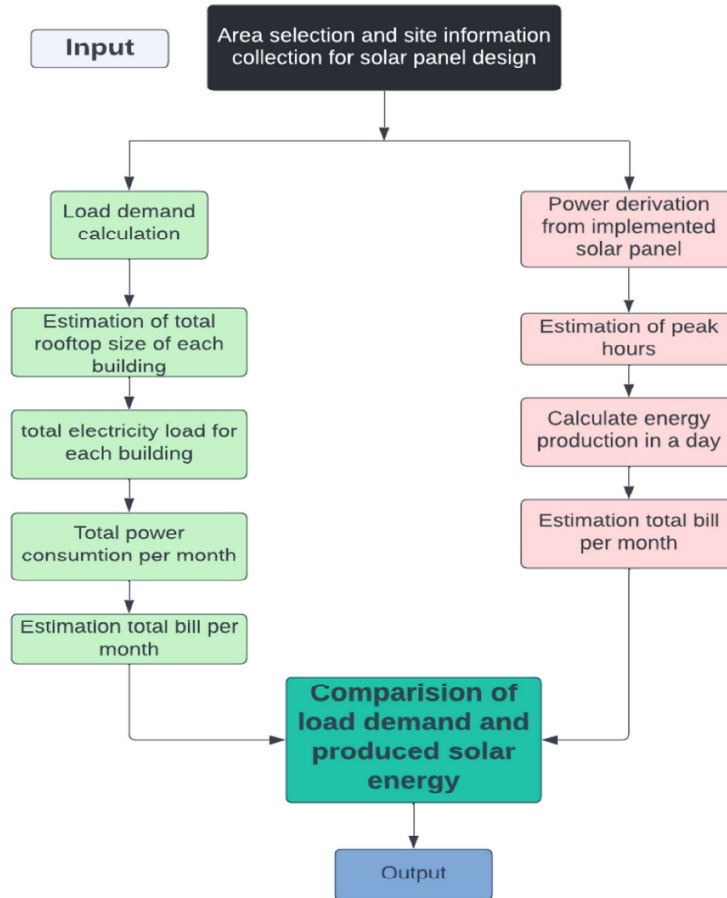 Input
Area selection and site information
collection for solar panel design
Load demand
calculation
Estimation of total
rooftop size of each
building
total electricity load for
each building
Total power
consumtion per month
Estimation total bill per
month
Power derivation
from implemented
solar panel
Estimation of peak
hours
Calculate energy
production in a day
Estimation total bill
per month
Comparision of
load demand and
produced solar
energy
Output